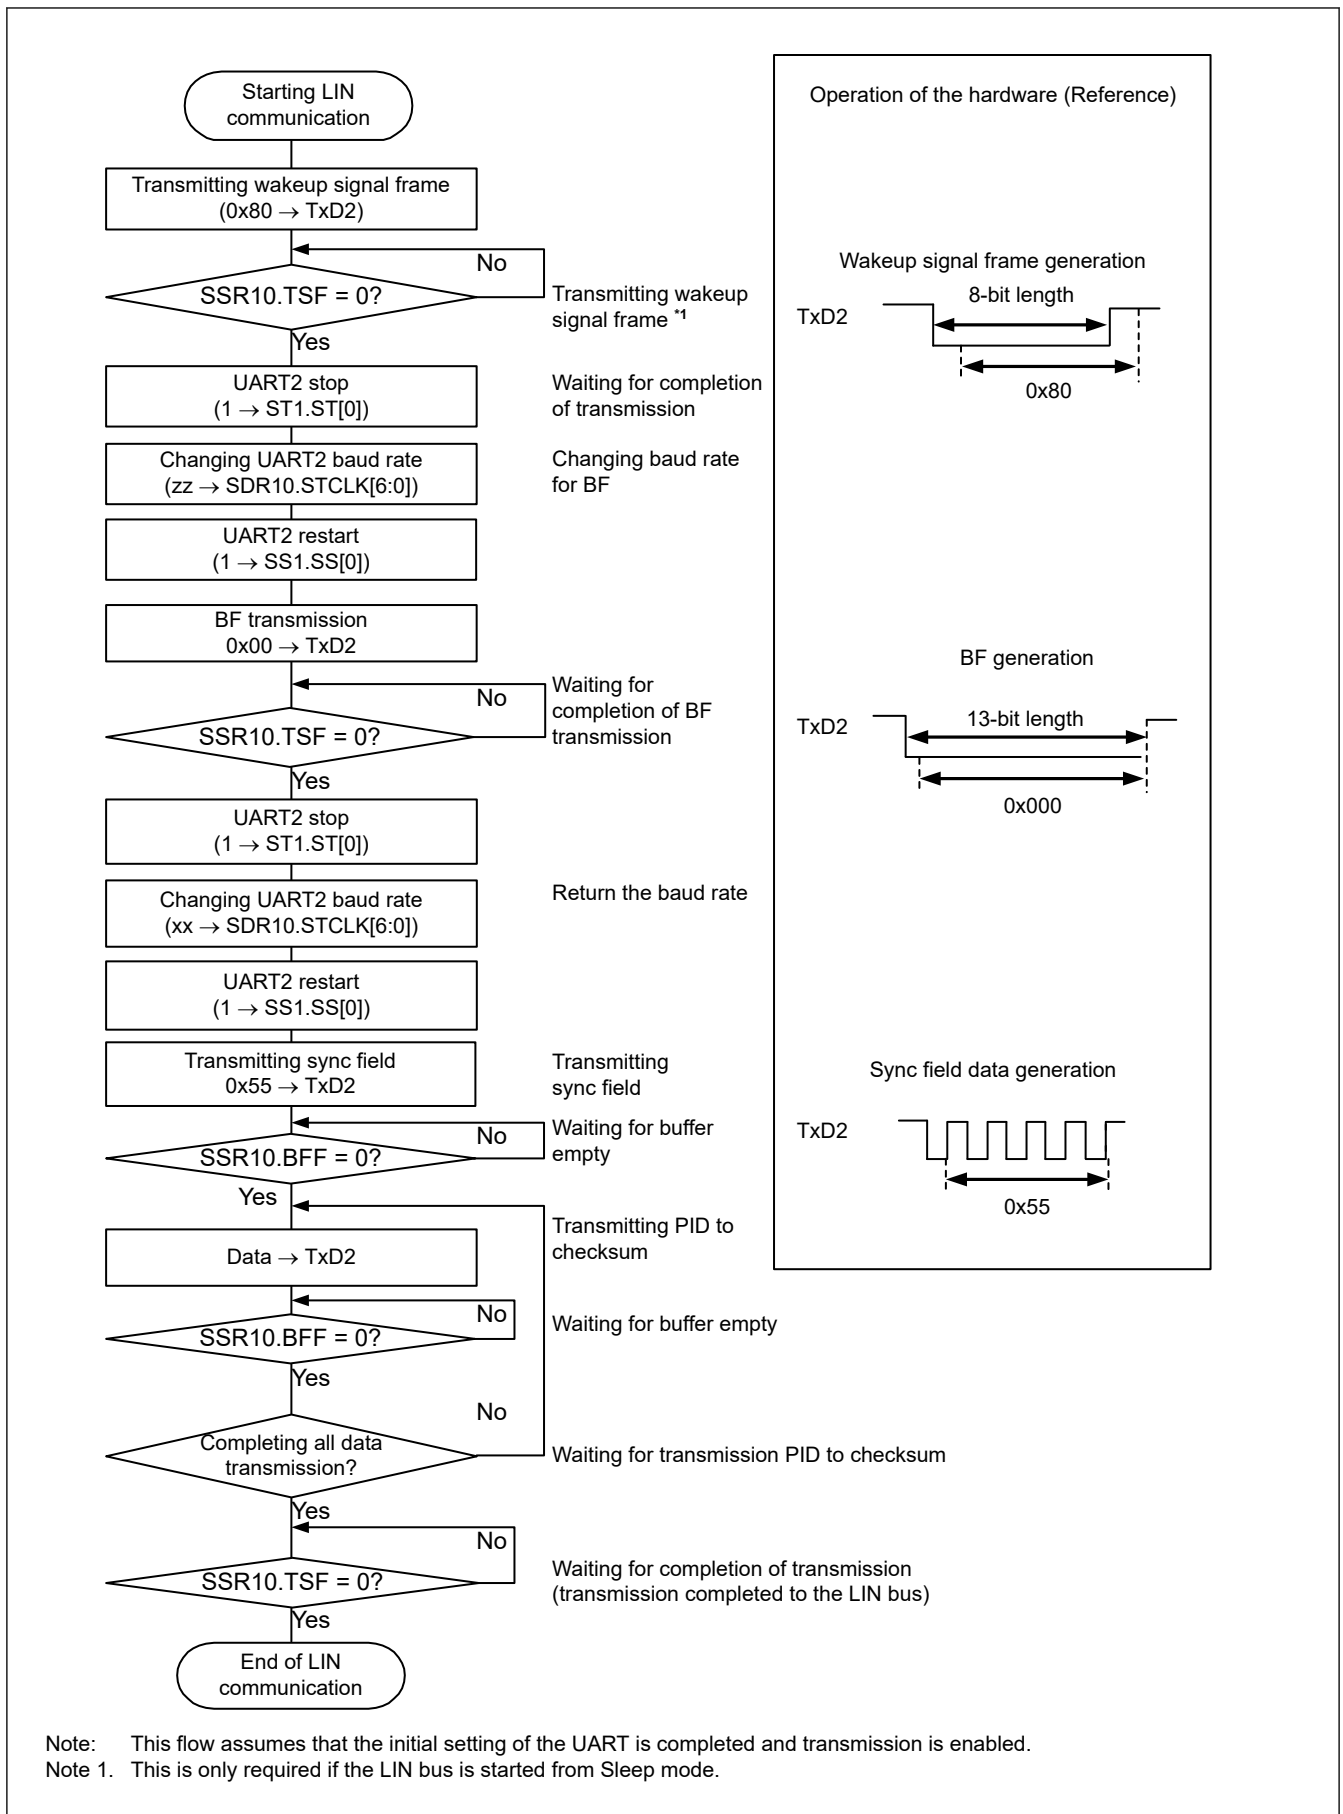 Starting LIN
communication
Transmitting wakeup signal frame
(0x80 → TxD2)
No
SSR10.TSF = 0?
Transmitting wakeup
signal frame *1
Yes
UART2 stop
(1 → ST1.ST[0])
Waiting for completion
of transmission
Changing UART2 baud rate
(zz → SDR10.STCLK[6:0])
Changing baud rate
for BF
UART2 restart
(1 → SS1.SS[0])
BF transmission
0x00 → TxD2
No
Waiting for
completion of BF
transmission
SSR10.TSF = 0?
Yes
UART2 stop
(1 → ST1.ST[0])
Changing UART2 baud rate
(xx → SDR10.STCLK[6:0])
Return the baud rate
UART2 restart
(1 → SS1.SS[0])
Transmitting sync field
0x55 → TxD2
Transmitting
sync field
No
Waiting for buffer
empty
SSR10.BFF = 0?
Yes
Transmitting PID to
checksum
Data → TxD2
No
SSR10.BFF = 0?
Waiting for buffer empty
Yes
No
Completing all data
transmission?
Waiting for transmission PID to checksum
Yes
No
SSR10.TSF = 0?
Waiting for completion of transmission
(transmission completed to the LIN bus)
Yes
End of LIN
communication
Operation of the hardware (Reference)
Wakeup signal frame generation
8-bit length
TxD2
0x80
BF generation
13-bit length
TxD2
0x000
Sync field data generation
TxD2
0x55
Note: This flow assumes that the initial setting of the UART is completed and transmission is enabled.
Note 1. This is only required if the LIN bus is started from Sleep mode.